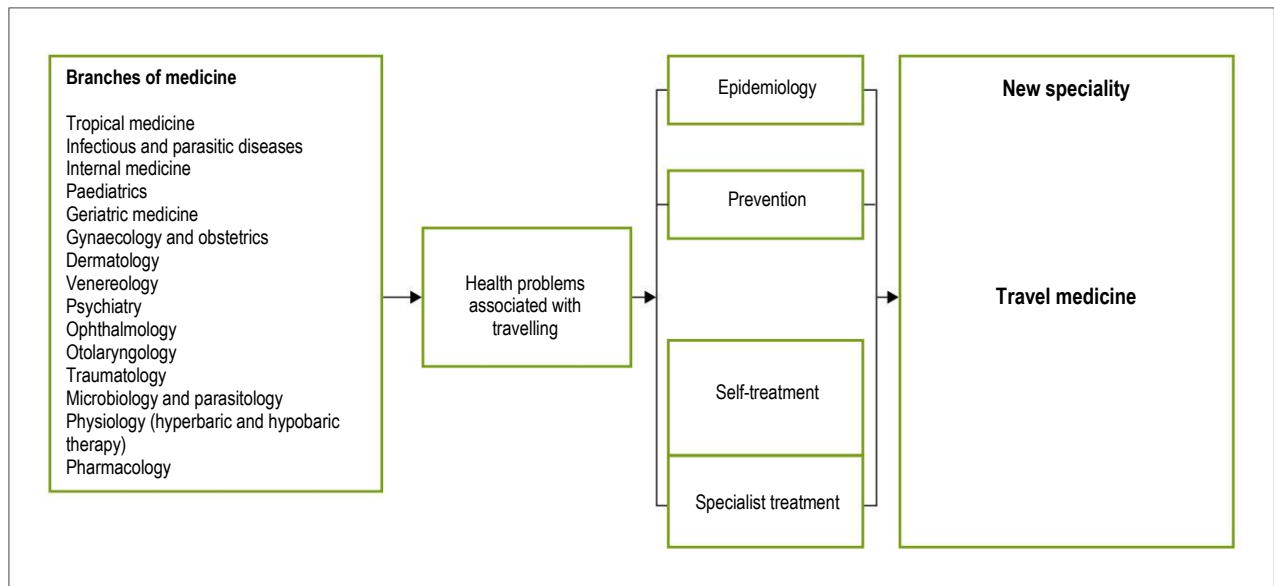 Branches of medicine
Tropical medicine
Infectious and parasitic diseases
Internal medicine
Paediatrics
Geriatric medicine
Gynaecology and obstetrics
Dermatology
Venereology
Psychiatry
Ophthalmology
Otolaryngology
Traumatology
Microbiology and parasitology
Physiology (hyperbaric and hypobaric
therapy)
Pharmacology
Health problems
associated with
travelling
Epidemiology
Prevention
Self-treatment
Specialist treatment
New speciality
Travel medicine